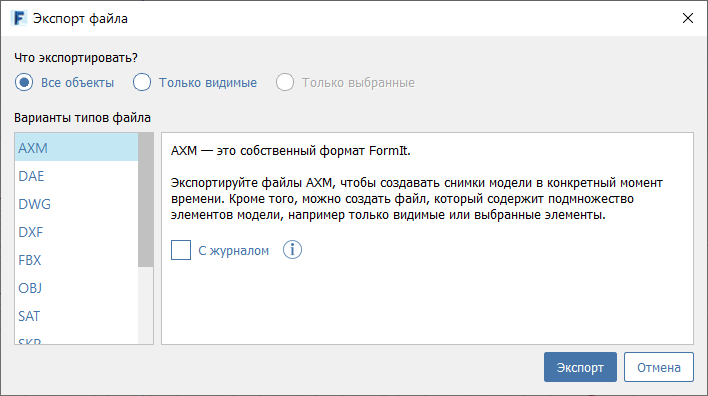 Экспорт файла
Что экспортировать?
Все объекты Только видимые Только выбранные
Варианты типов файла
AXM
DAE
DWG
DXF
FBX
OBJ
SAT
SKP
AXM — это собственный формат FormIt.
Экспортируйте файлы AXM, чтобы создавать снимки модели в конкретный момент
времени. Кроме того, можно создать файл, который содержит подмножество
элементов модели, например только видимые или выбранные элементы.
С журналом
Экспорт Отмена